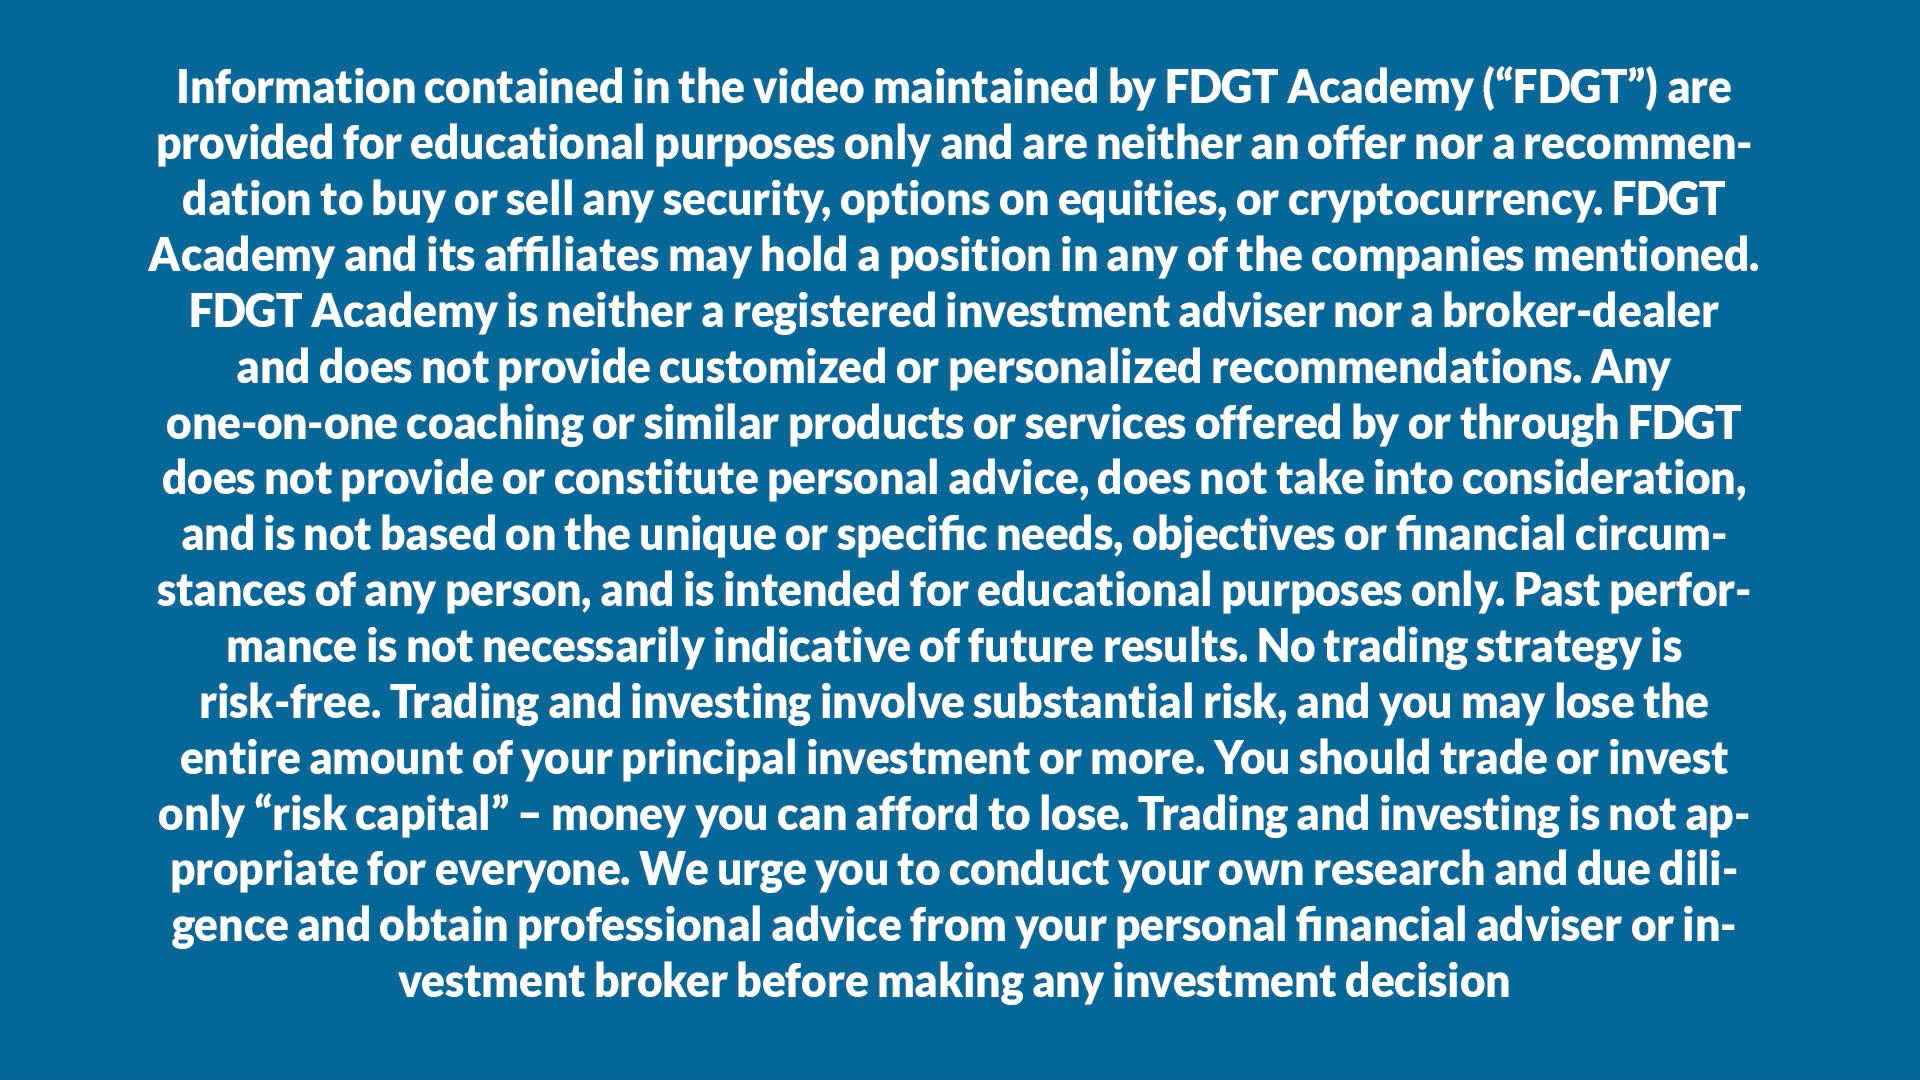 Information contained in the video maintained by FDGT Academy (“FDGT”) are
provided for educational purposes only and are neither an offer nor a recommen-
dation to buy or sell any security, options on equities, or cryptocurrency. FDGT
Academy and its affiliates may hold a position in any of the companies mentioned.
FDGT Academy is neither a registered investment adviser nor a broker-dealer
and does not provide customized or personalized recommendations. Any
one-on-one coaching or similar products or services offered by or through FDGT
does not provide or constitute personal advice, does not take into consideration,
and is not based on the unique or specific needs, objectives or financial circum-
stances of any person, and is intended for educational purposes only. Past perfor-
mance is not necessarily indicative of future results. No trading strategy is
risk-free. Trading and investing involve substantial risk, and you may lose the
entire amount of your principal investment or more. You should trade or invest
only “risk capital” – money you can afford to lose. Trading and investing is not ap-
propriate for everyone. We urge you to conduct your own research and due dili-
gence and obtain professional advice from your personal financial adviser or in-
vestment broker before making any investment decision